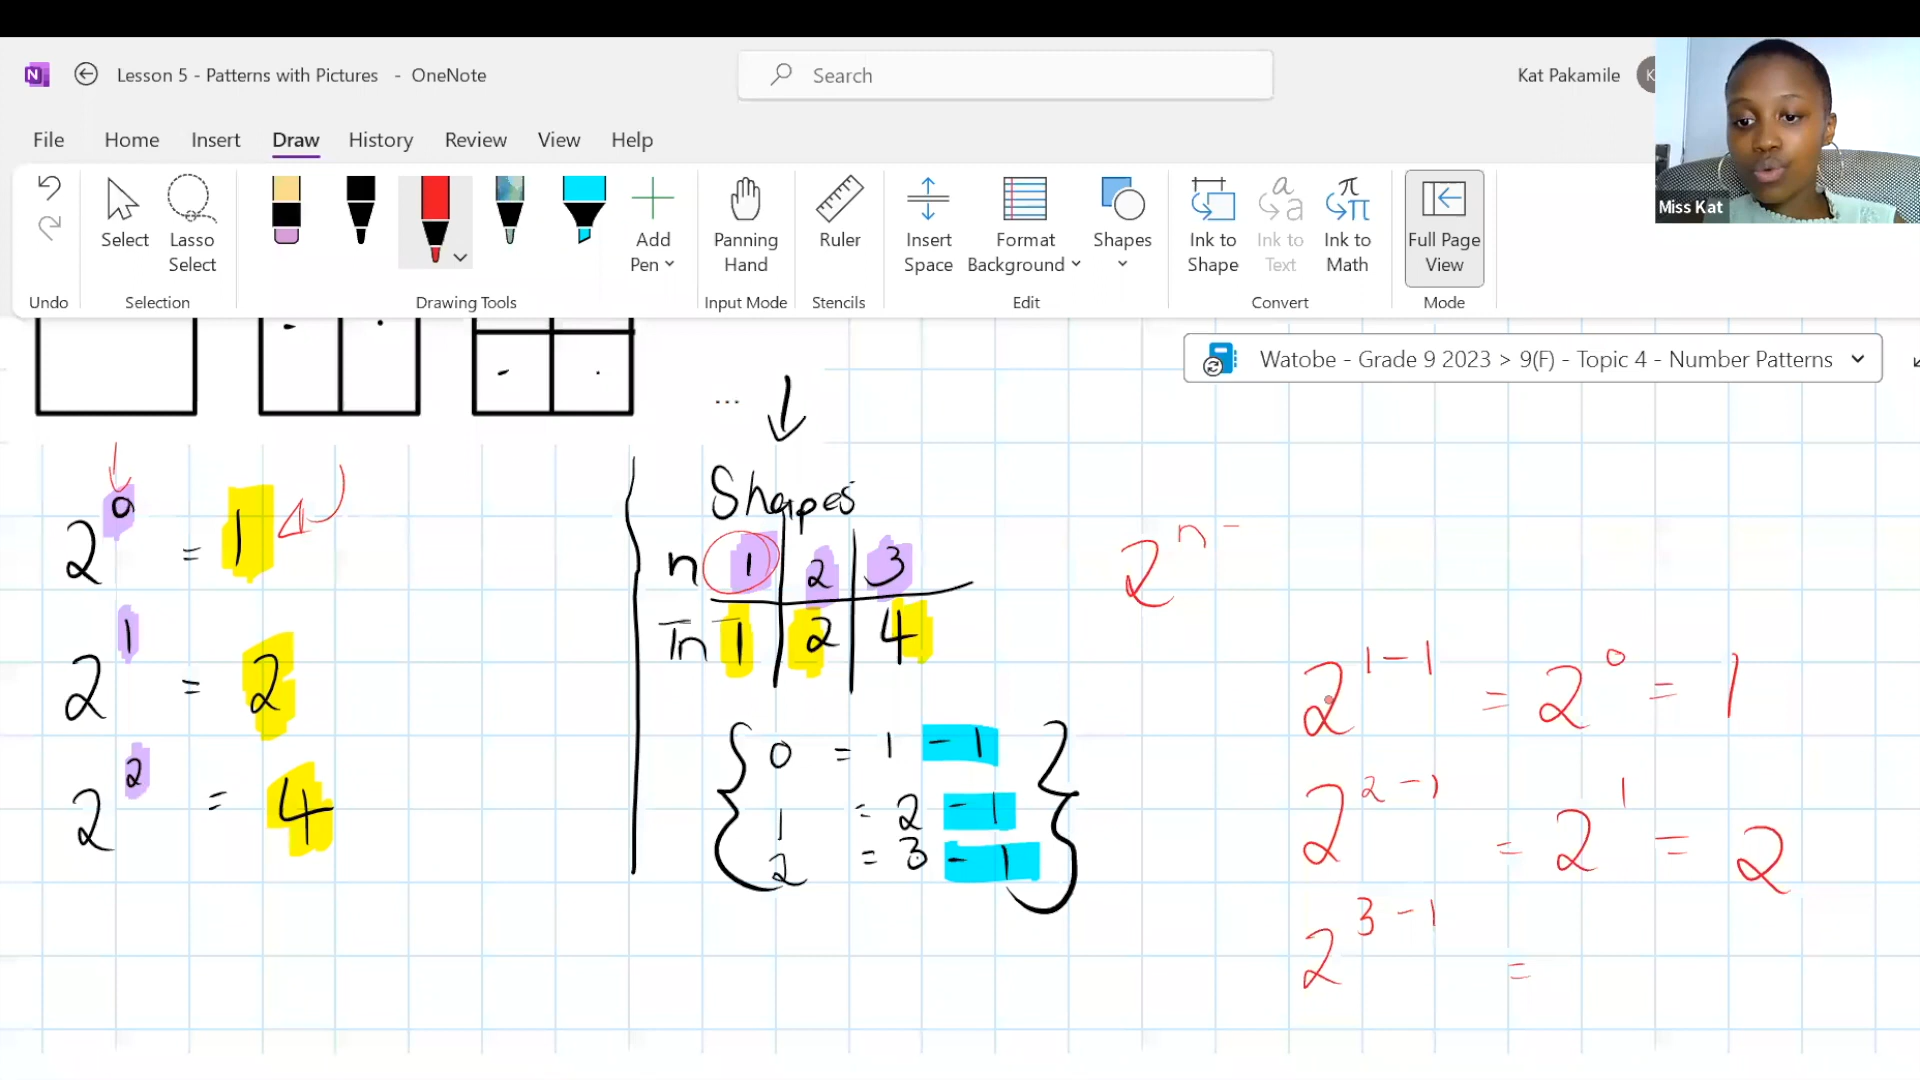 Lesson 5 - Patterns with Pictures - OneNote
Search
Kat Pakamile
K
Miss Kat
File Home Insert Draw History Review View Help
Select
Lasso Select
Add Pen
Panning Hand
Ruler
Insert Space
Format Background
Shapes
Ink to Shape
Ink to Text
Ink to Math
Full Page View
Undo
Selection
Drawing Tools
Input Mode
Stencils
Edit
Convert
Mode
Watobe - Grade 9 2023 > 9(F) - Topic 4 - Number Patterns
...
2^0 = 1
2^1 = 2
2^2 = 4
Shapes
n 1 2 3
Tn 1 2 4
0 = 1 - 1
1 = 2 - 1
2 = 3 - 1
2^n -
2^1-1 = 2^0 = 1
2^2-1 = 2^1 = 2
2^3-1 =